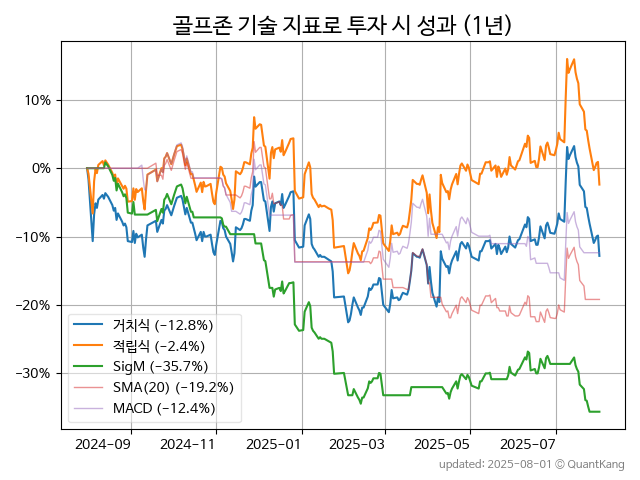 골프존 기술 지표로 투자 시 성과 (1년)
10%
0%
−10%
−20%
−30%
거치식 (−12.8%)
적립식 (−2.4%)
SigM (−35.7%)
SMA(20) (−19.2%)
MACD (−12.4%)
2024-09
2024-11
2025-01
2025-03
2025-05
2025-07
updated: 2025-08-01 © QuantKang